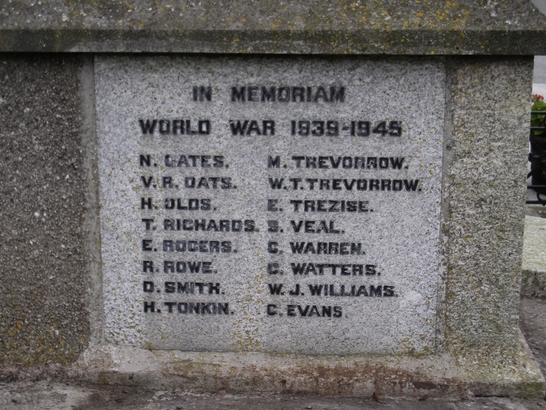 IN MEMORIAM
WORLD WAR 1939-1945
N. OATES.
V. R. OATS.
H. OLDS.
T. RICHARDS.
E. ROGERS.
R. ROWE.
D. SMITH.
H. TONKIN.
M. TREVORROW.
W. T. TREVORROW.
E. TREZISE.
S. VEAL.
C. WARREN.
C. WATTERS.
W. J. WILLIAMS.
C. EVANS.